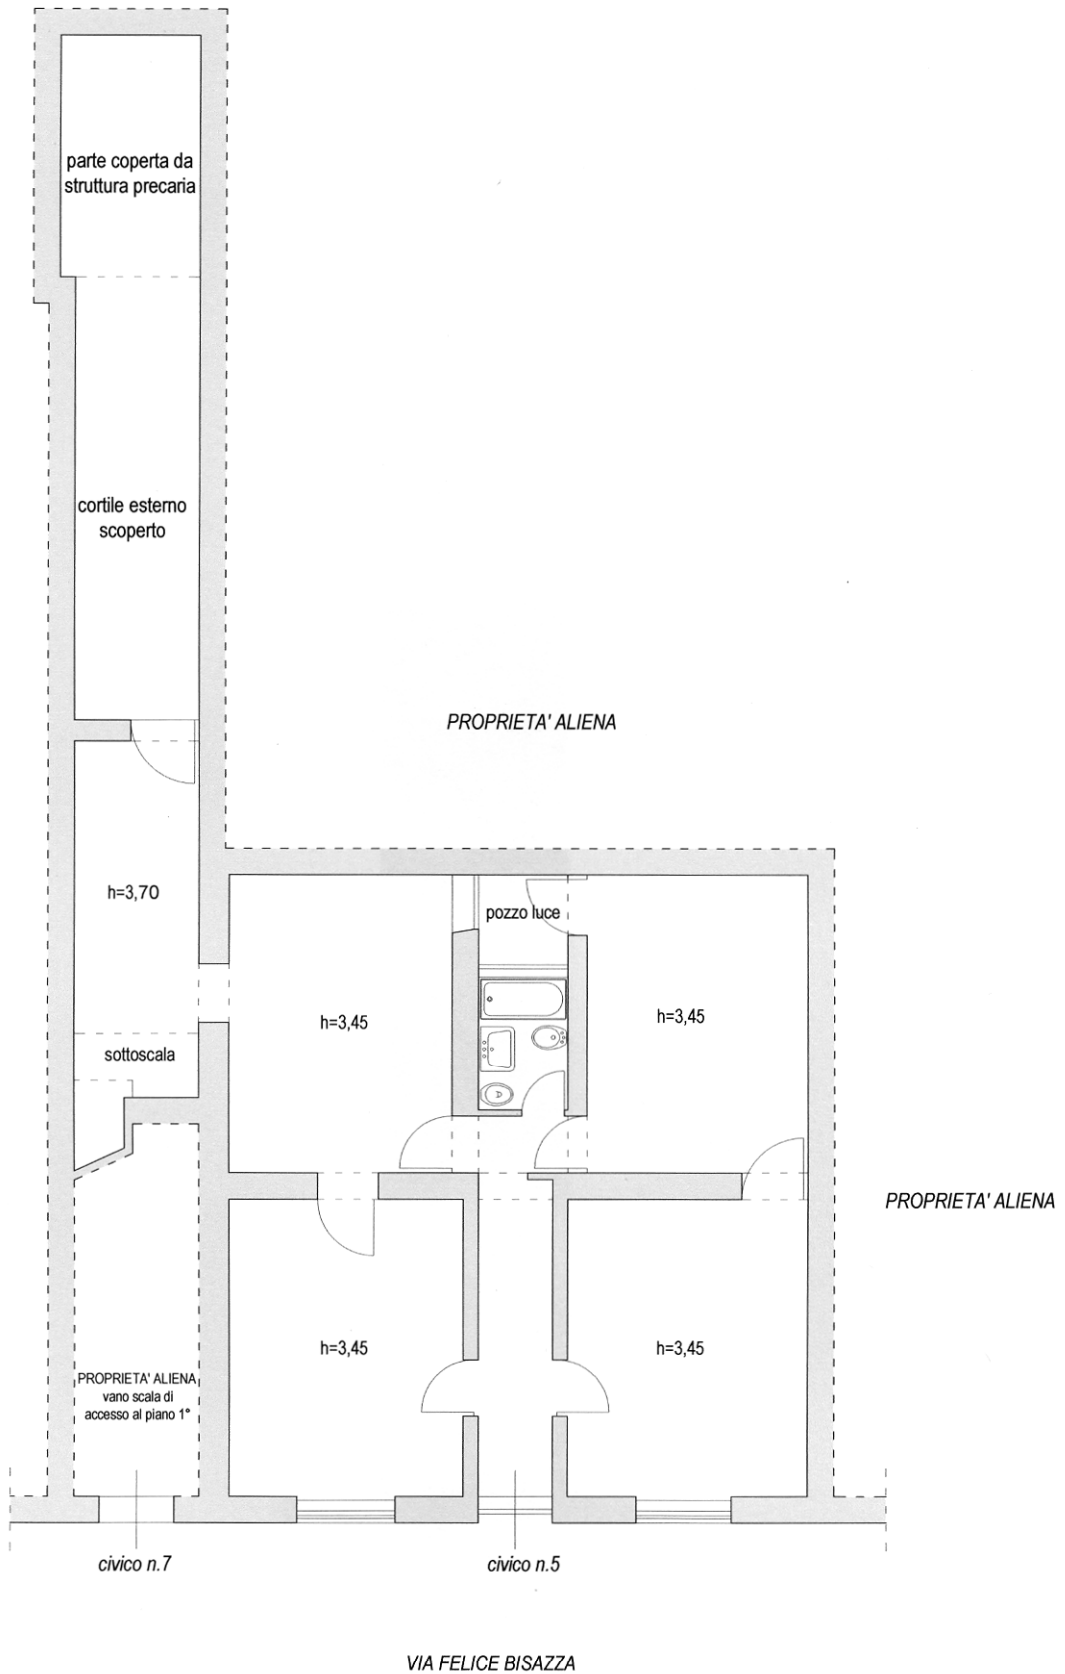 parte coperta da
struttura precaria
cortile esterno
scoperto
PROPRIETA' ALIENA
h=3,70
pozzo luce
h=3,45
h=3,45
sottoscala
PROPRIETA' ALIENA
h=3,45
h=3,45
PROPRIETA' ALIENA
vano scala di
accesso al piano 1°
civico n.7
civico n.5
VIA FELICE BISAZZA